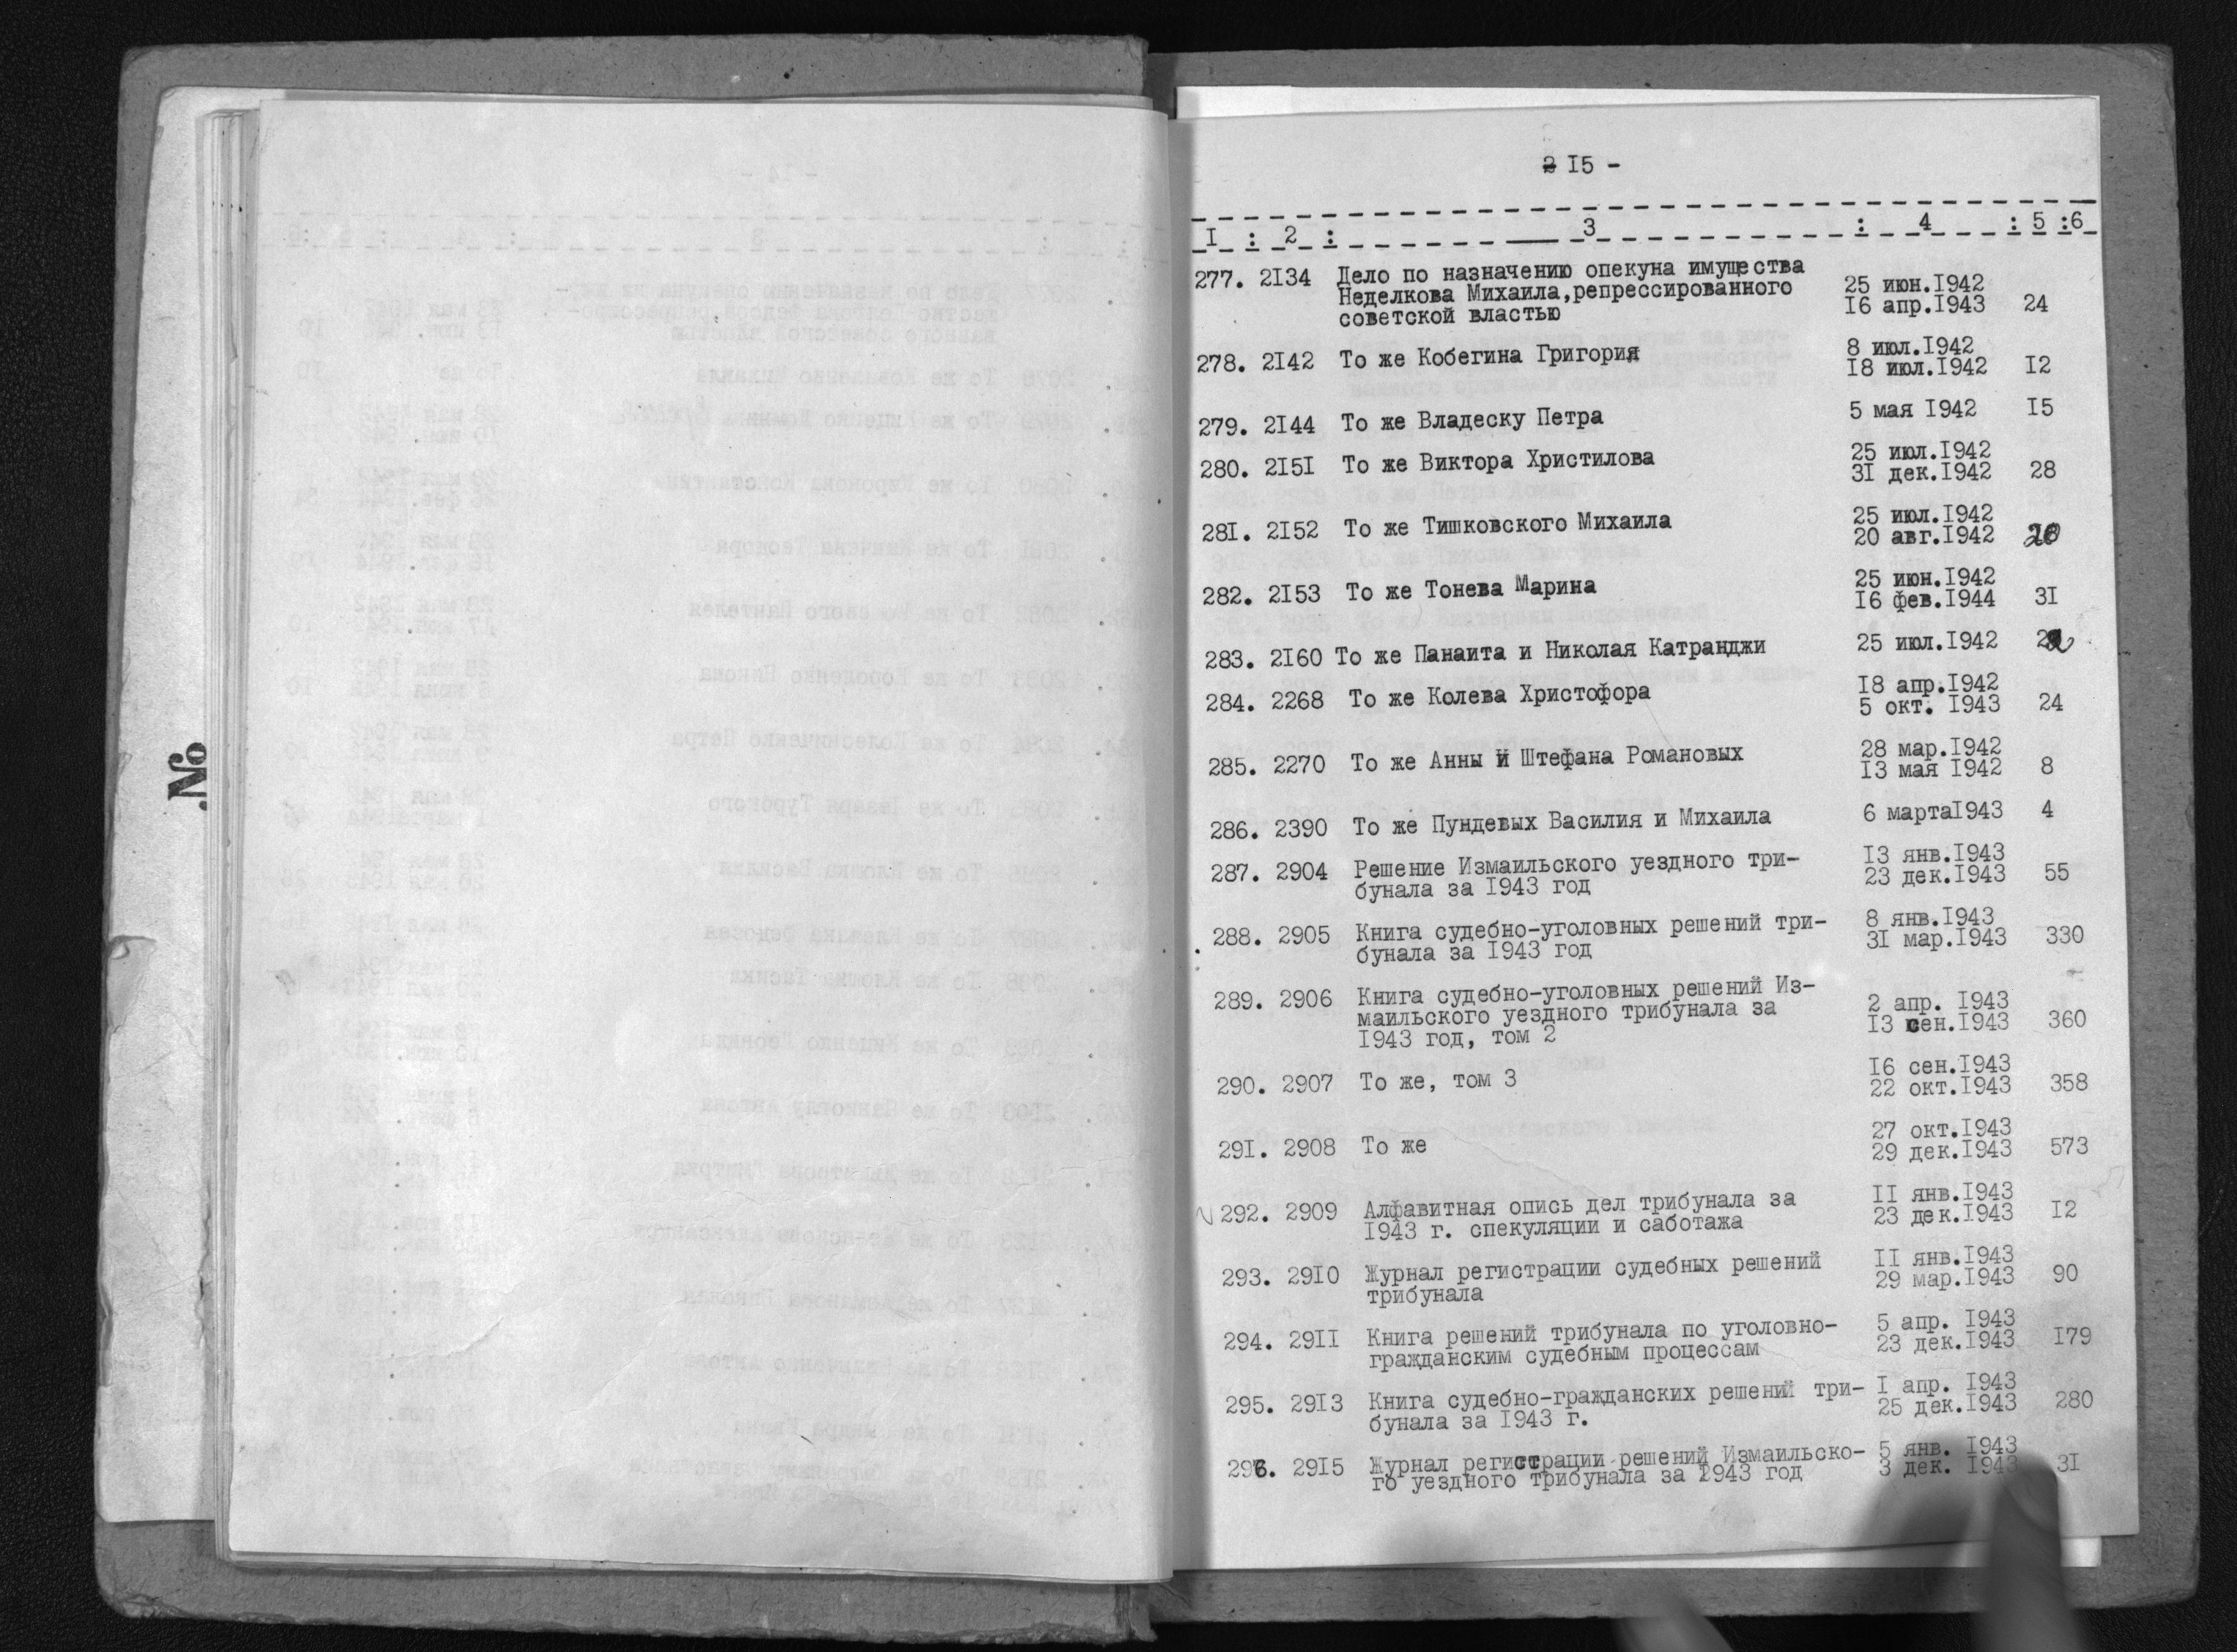 15 -
I : 2 : 3 : 4 : 5 :6
277. 2134 Дело по назначению опекуна имущества
Неделкова Михаила,репрессированного 25 июн.1942
советской властью 16 апр.1943 24
278. 2142 То же Кобегина Григория 8 июл.1942
18 июл.1942 12
279. 2144 То же Владеску Петра 5 мая 1942 15
280. 2151 То же Виктора Христилова 25 июл.1942
31 дек.1942 28
281. 2152 То же Тишковского Михаила 25 июл.1942
20 авг.1942
282. 2153 То же Тонева Марина 25 июн.1942
16 фев.1944 31
283. 2160 То же Панаита и Николая Катранджи 25 июл.1942
284. 2268 То же Колева Христофора 18 апр.1942
5 окт. 1943 24
285. 2270 То же Анны и Штефана Романовых 28 мар.1942
13 мая 1942 8
286. 2390 То же Пундевых Василия и Михаила 6 марта1943 4
287. 2904 Решение Измаильского уездного три- 13 янв.1943
бунала за 1943 год 23 дек.1943 55
288. 2905 Книга судебно-уголовных решений три- 8 янв.1943
бунала за 1943 год 31 мар.1943 330
289. 2906 Книга судебно-уголовных решений Из-
маильского уездного трибунала за 2 апр. 1943
1943 год, том 2 13 сен.1943 360
290. 2907 То же, том 3 16 сен.1943
22 окт.1943 358
291. 2908 То же 27 окт.1943
29 дек.1943 573
292. 2909 Алфавитная опись дел трибунала за 11 янв.1943
1943 г. спекуляции и саботажа 23 дек.1943 12
293. 2910 Журнал регистрации судебных решений 11 янв.1943
трибунала 29 мар.1943 90
294. 2911 Книга решений трибунала по уголовно- 5 апр. 1943
гражданским судебным процессам 23 дек.1943 179
295. 2913 Книга судебно-гражданских решений три- 1 апр. 1943
бунала за 1943 г. 25 дек.1943 280
296. 2915 Журнал регистрации решений Измаильско- 5 янв. 1943
го уездного трибунала за 1943 год 3 дек. 1943 31
№